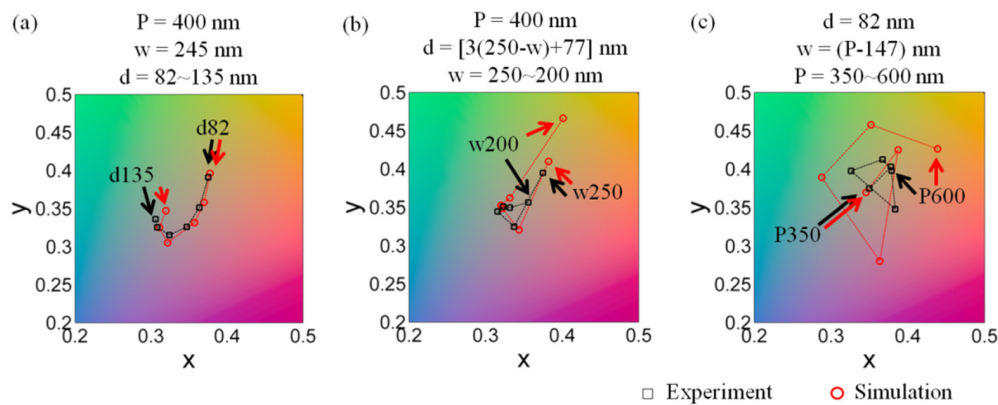 (a)
P = 400 nm
w = 245 nm
d = 82~135 nm
0.5
0.45
0.4
0.35
0.3
0.25
0.2
y
d82
d135
0.2 0.3 0.4 0.5
x
(b)
P = 400 nm
d = [3(250-w)+77] nm
w = 250~200 nm
0.5
0.45
0.4
0.35
0.3
0.25
0.2
y
w200
w250
0.2 0.3 0.4 0.5
x
(c)
d = 82 nm
w = (P-147) nm
P = 350~600 nm
0.5
0.45
0.4
0.35
0.3
0.25
0.2
y
P600
P350
0.2 0.3 0.4 0.5
x
Experiment Simulation